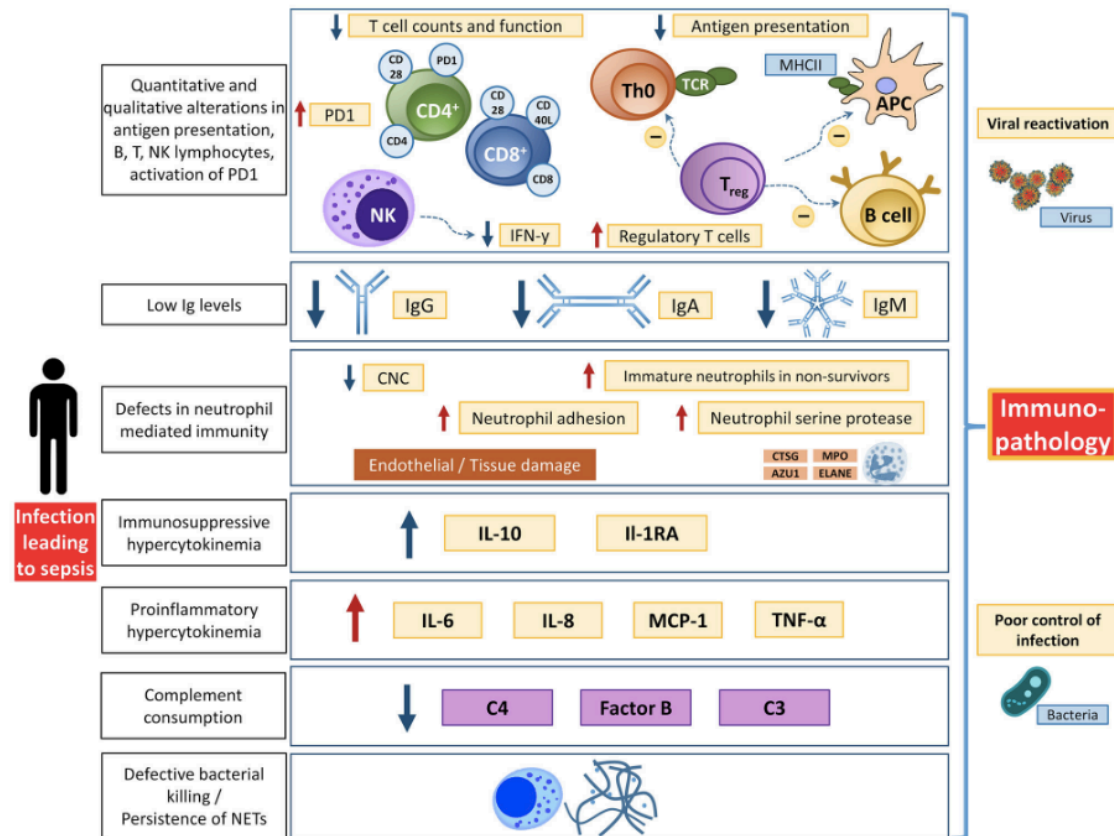 T cell counts and function
Antigen presentation
Quantitative and
qualitative alterations in
antigen presentation,
B, T, NK lymphocytes,
activation of PD1
PD1
CD
28
PD1
CD4⁺
CD4
CD
28
CD
40L
CD8⁺
CD8
NK
IFN-y
Th0
TCR
MHCII
APC
Treg
B cell
Regulatory T cells
Low Ig levels
IgG
IgA
IgM
Defects in neutrophil
mediated immunity
CNC
Immature neutrophils in non-survivors
Neutrophil adhesion
Neutrophil serine protease
Endothelial / Tissue damage
CTSG
MPO
AZU1
ELANE
Infection
leading
to sepsis
Immunosuppressive
hypercytokinemia
IL-10
Il-1RA
Proinflammatory
hypercytokinemia
IL-6
IL-8
MCP-1
TNF-α
Complement
consumption
C4
Factor B
C3
Defective bacterial
killing /
Persistence of NETs
Viral reactivation
Virus
Immuno-
pathology
Poor control of
infection
Bacteria